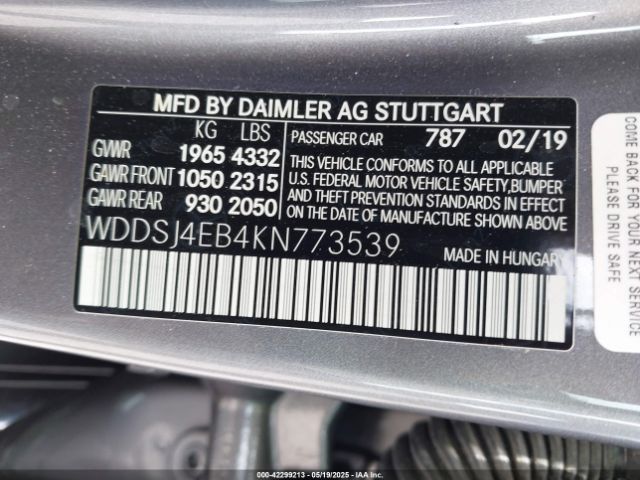 MFD BY DAIMLER AG STUTTGART
KG LBS
GVWR 1965 4332
GAWR FRONT 1050 2315
GAWR REAR 930 2050
PASSENGER CAR 787 02/19
THIS VEHICLE CONFORMS TO ALL APPLICABLE
U.S. FEDERAL MOTOR VEHICLE SAFETY, BUMPER
AND THEFT PREVENTION STANDARDS IN EFFECT
ON THE DATE OF MANUFACTURE SHOWN ABOVE.
WDDSJ4EB4KN773539
MADE IN HUNGARY
COME BACK FOR YOUR NEXT SERVICE
PLEASE DRIVE SAFE
000-42299213 - 05/19/2025 - IAA Inc.